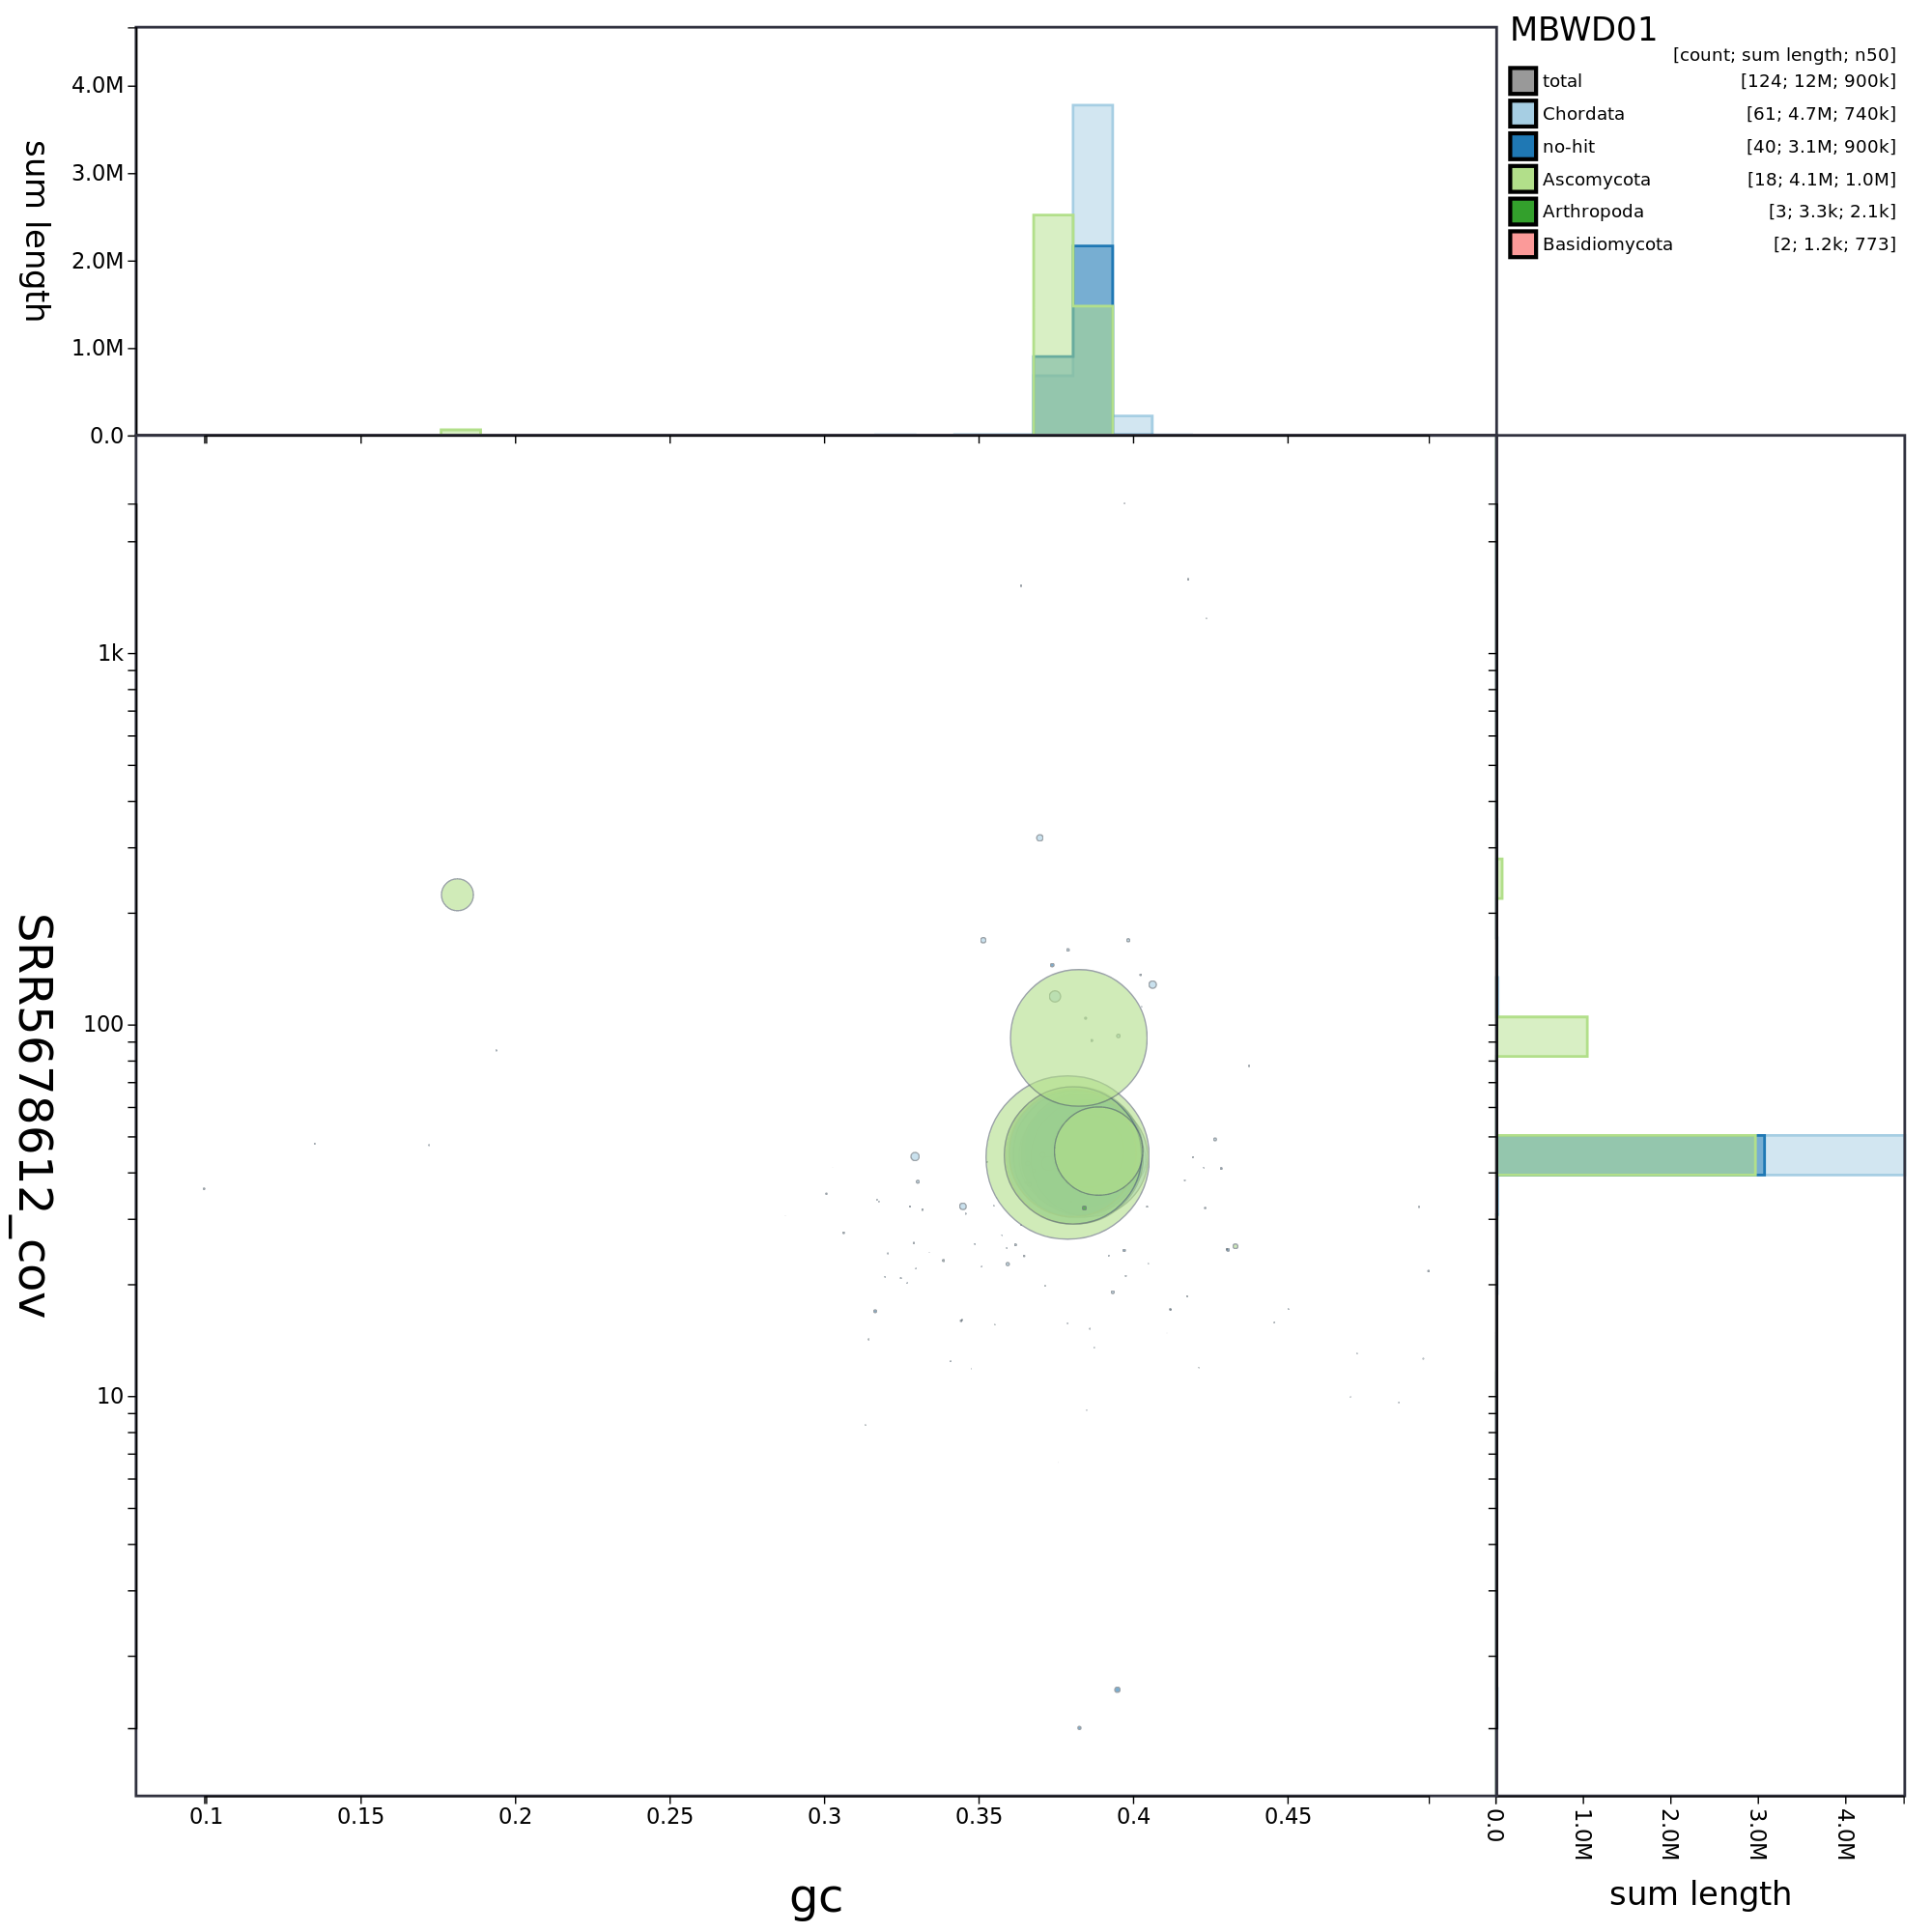 MBWD01
[count; sum length; n50]
total [124; 12M; 900k]
Chordata [61; 4.7M; 740k]
no-hit [40; 3.1M; 900k]
Ascomycota [18; 4.1M; 1.0M]
Arthropoda [3; 3.3k; 2.1k]
Basidiomycota [2; 1.2k; 773]
sum length
4.0M
3.0M
2.0M
1.0M
0.0
SRR5678612_cov
1k
100
10
0.1 0.15 0.2 0.25 0.3 0.35 0.4 0.45
gc
0.0 1.0M 2.0M 3.0M 4.0M
sum length